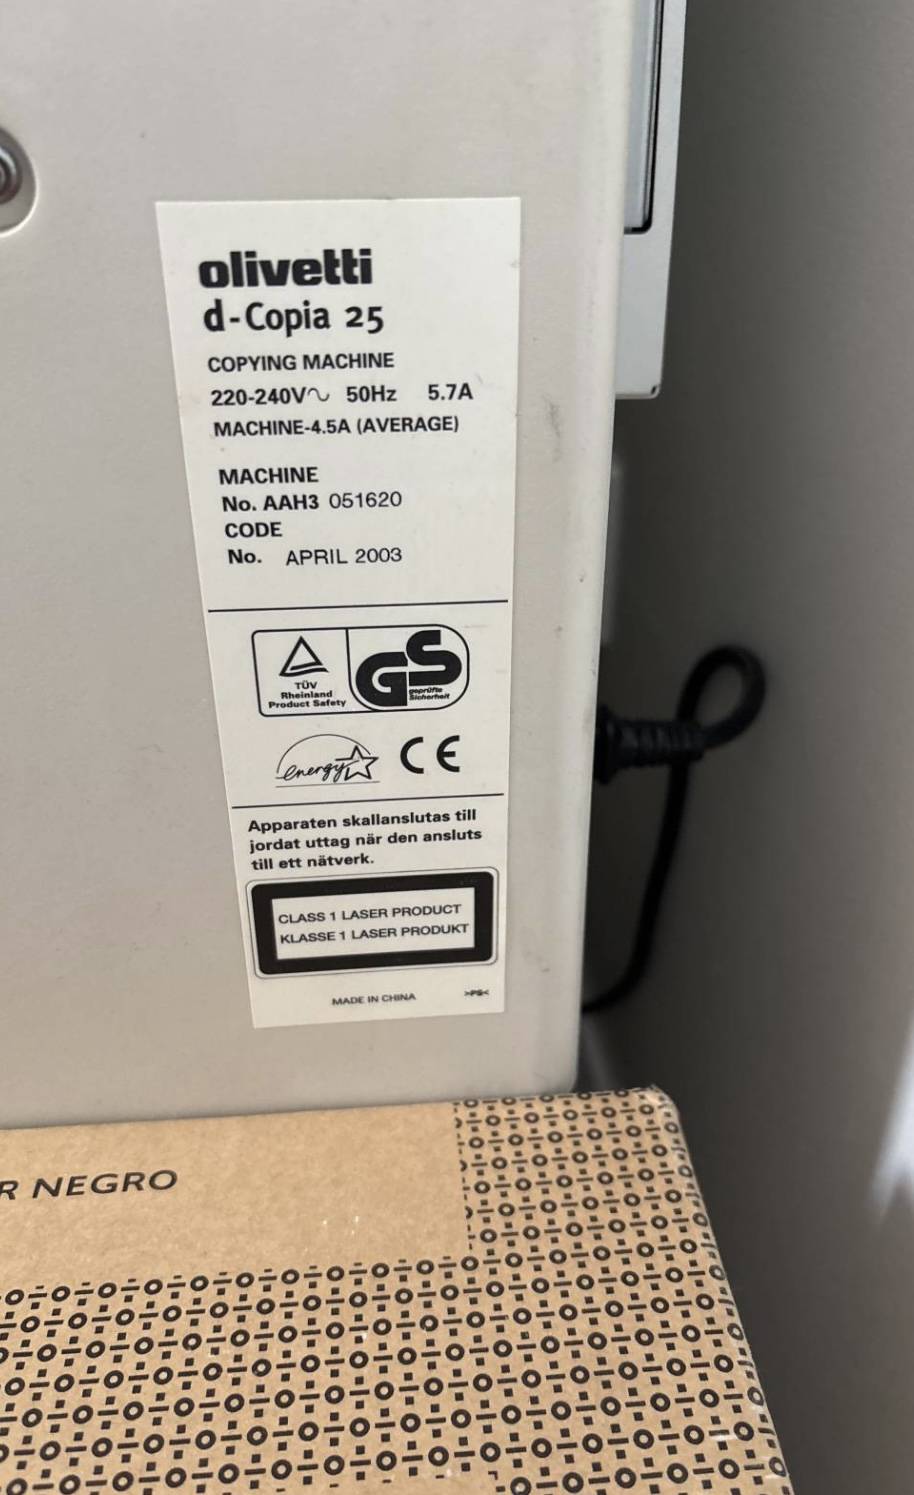 olivetti
d-Copia 25
COPYING MACHINE
220-240V∿ 50Hz 5.7A
MACHINE-4.5A (AVERAGE)
MACHINE
No. AAH3 051620
CODE
No. APRIL 2003
TÜV
Rheinland
Product Safety
GS
geprüfte
Sicherheit
energy
CE
Apparaten skallanslutas till
jordat uttag när den ansluts
till ett nätverk.
CLASS 1 LASER PRODUCT
KLASSE 1 LASER PRODUKT
MADE IN CHINA >PS<
R NEGRO